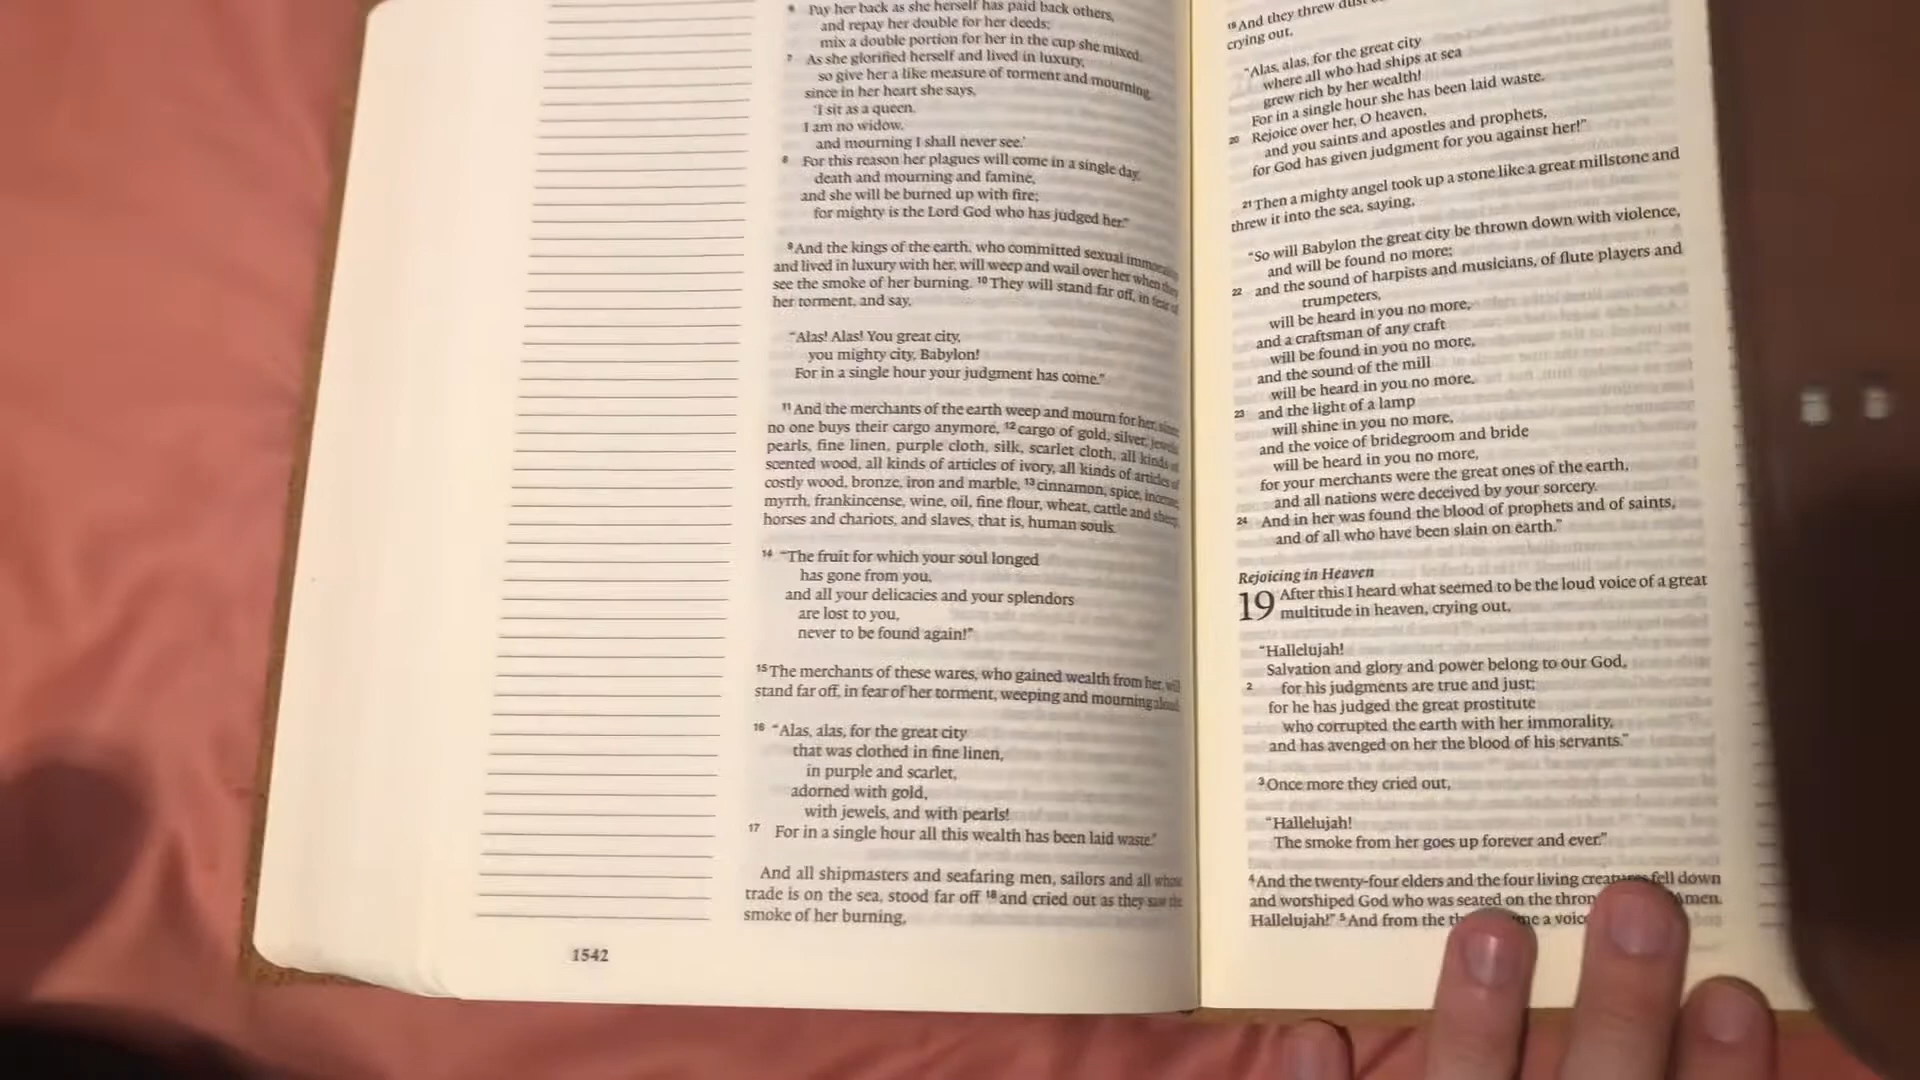 6 Pay her back as she herself has paid back others,
and repay her double for her deeds;
mix a double portion for her in the cup she mixed.
7 As she glorified herself and lived in luxury,
so give her a like measure of torment and mourning,
since in her heart she says,
‘I sit as a queen,
I am no widow,
and mourning I shall never see.’
8 For this reason her plagues will come in a single day,
death and mourning and famine,
and she will be burned up with fire;
for mighty is the Lord God who has judged her.”
9 And the kings of the earth, who committed sexual
and lived in luxury with her, will weep and wail over her when they
see the smoke of her burning. 10 They will stand far off, in fear of
her torment, and say,
“Alas! Alas! You great city,
you mighty city, Babylon!
For in a single hour your judgment has come.”
11 And the merchants of the earth weep and mourn for her, since
no one buys their cargo anymore, 12 cargo of gold, silver, jewels,
pearls, fine linen, purple cloth, silk, scarlet cloth, all kinds of
scented wood, all kinds of articles of ivory, all kinds of articles of
costly wood, bronze, iron and marble, 13 cinnamon, spice, incense,
myrrh, frankincense, wine, oil, fine flour, wheat, cattle and sheep,
horses and chariots, and slaves, that is, human souls.
14 “The fruit for which your soul longed
has gone from you,
and all your delicacies and your splendors
are lost to you,
never to be found again!”
15 The merchants of these wares, who gained wealth from her, will
stand far off, in fear of her torment, weeping and mourning aloud,
16 “Alas, alas, for the great city
that was clothed in fine linen,
in purple and scarlet,
adorned with gold,
with jewels, and with pearls!
17 For in a single hour all this wealth has been laid waste.”
And all shipmasters and seafaring men, sailors and all whose
trade is on the sea, stood far off 18 and cried out as they saw the
smoke of her burning,
1542
19 And they threw dust
crying out,
“Alas, alas, for the great city
where all who had ships at sea
grew rich by her wealth!
For in a single hour she has been laid waste.
20 Rejoice over her, O heaven,
and you saints and apostles and prophets,
for God has given judgment for you against her!”
21 Then a mighty angel took up a stone like a great millstone and
threw it into the sea, saying,
“So will Babylon the great city be thrown down with violence,
and will be found no more;
22 and the sound of harpists and musicians, of flute players and
trumpeters,
will be heard in you no more,
and a craftsman of any craft
will be found in you no more,
and the sound of the mill
will be heard in you no more,
23 and the light of a lamp
will shine in you no more,
and the voice of bridegroom and bride
will be heard in you no more,
for your merchants were the great ones of the earth,
and all nations were deceived by your sorcery.
24 And in her was found the blood of prophets and of saints,
and of all who have been slain on earth.”
Rejoicing in Heaven
19 After this I heard what seemed to be the loud voice of a great
multitude in heaven, crying out,
“Hallelujah!
Salvation and glory and power belong to our God,
2 for his judgments are true and just;
for he has judged the great prostitute
who corrupted the earth with her immorality,
and has avenged on her the blood of his servants.”
3 Once more they cried out,
“Hallelujah!
The smoke from her goes up forever and ever.”
4 And the twenty-four elders and the four living creatures fell down
and worshiped God who was seated on the men.
Hallelujah!” 5 And from the a